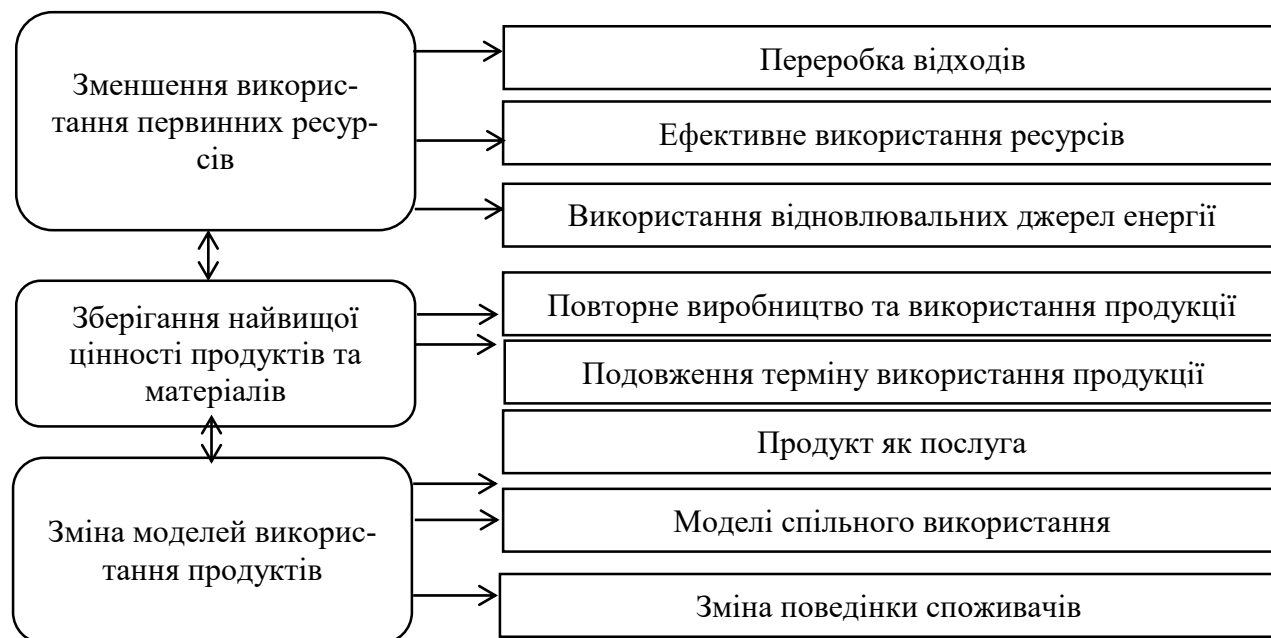 Зменшення викорис-
тання первинних ресур-
сів
Переробка відходів
Ефективне використання ресурсів
Використання відновлювальних джерел енергії
Зберігання найвищої
цінності продуктів та
матеріалів
Повторне виробництво та використання продукції
Подовження терміну використання продукції
Зміна моделей викорис-
тання продуктів
Продукт як послуга
Моделі спільного використання
Зміна поведінки споживачів